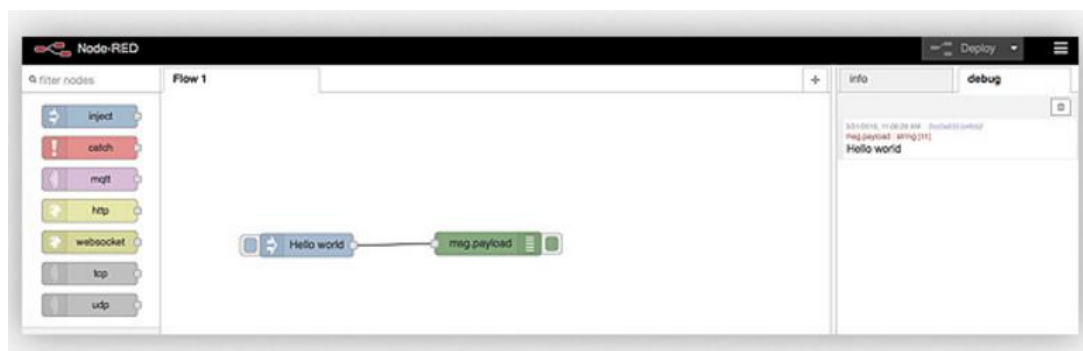 Node-RED
Deploy
filter nodes
Flow 1
+
info
debug
inject
catch
mqtt
http
websocket
tcp
udp
Hello world
msg.payload
msg.payload : string [11]
Hello world